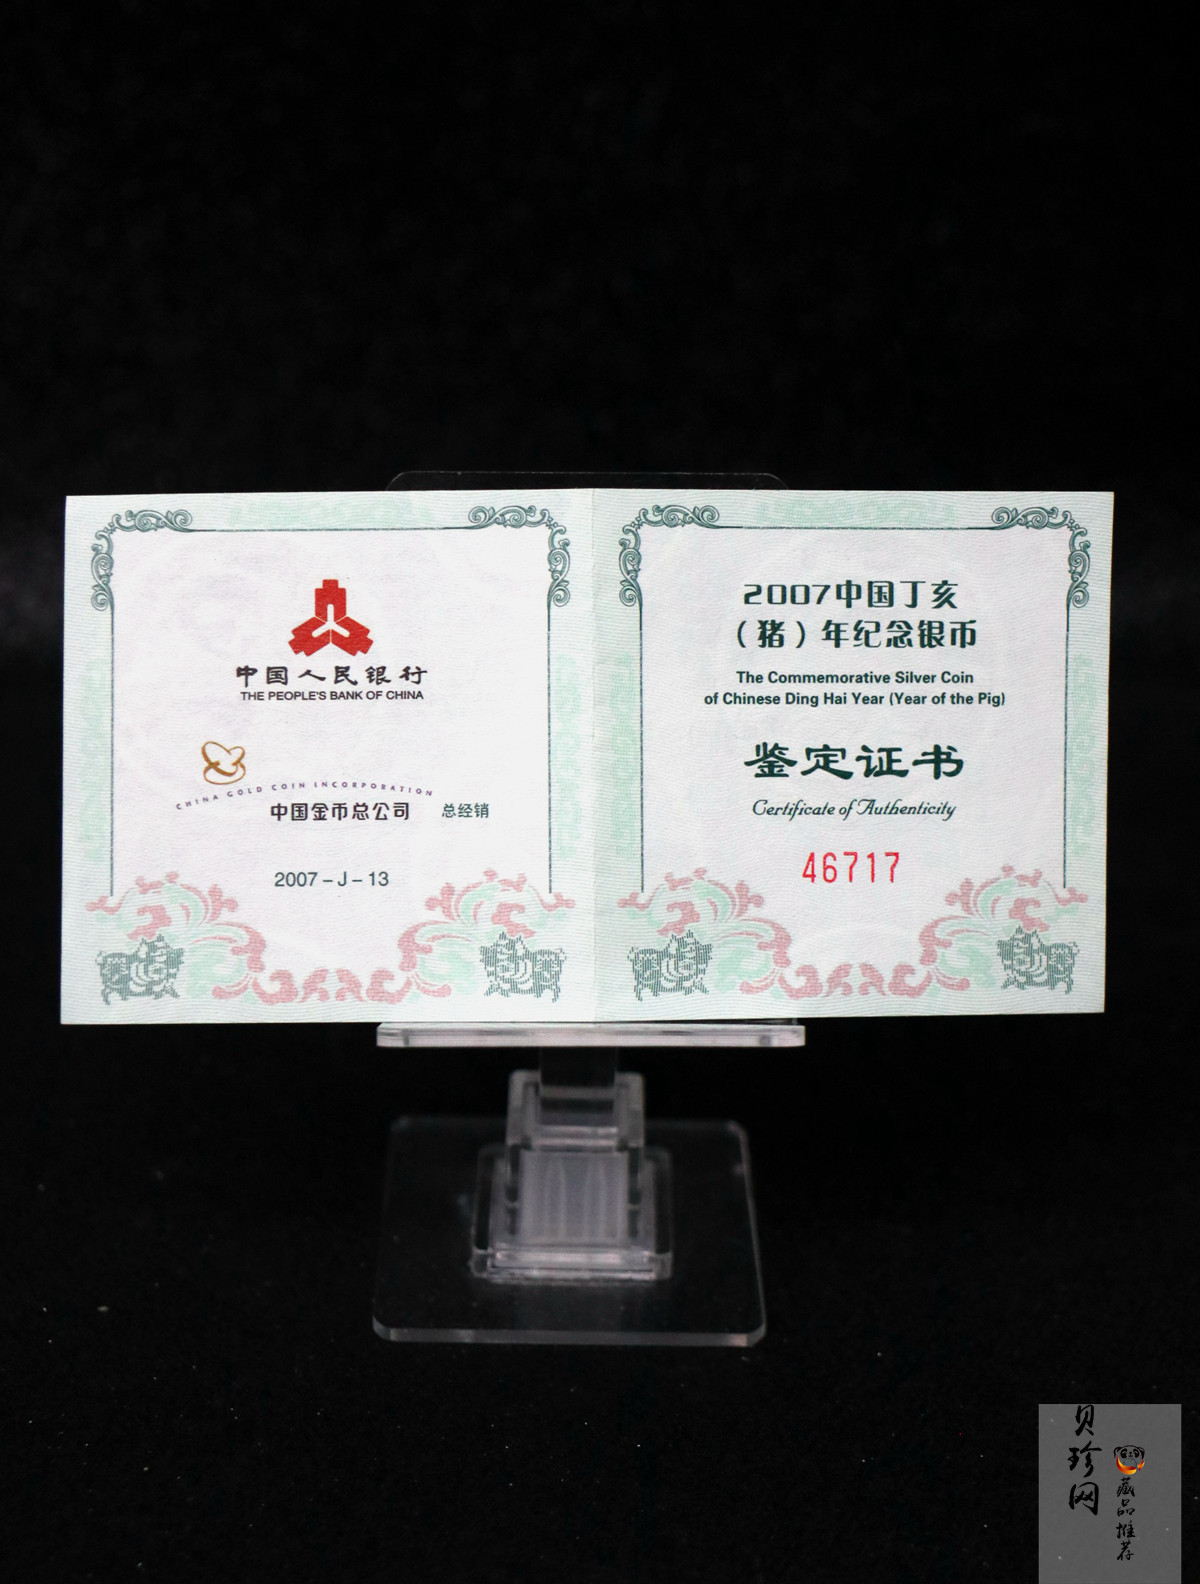 中国人民银行
THE PEOPLE'S BANK OF CHINA
CHINA GOLD COIN INCORPORATION
中国金币总公司 总经销
2007-J-13
2007中国丁亥
(猪)年纪念银币
The Commemorative Silver Coin
of Chinese Ding Hai Year (Year of the Pig)
鉴定证书
Certificate of Authenticity
46717
贝珍网
藏品推荐